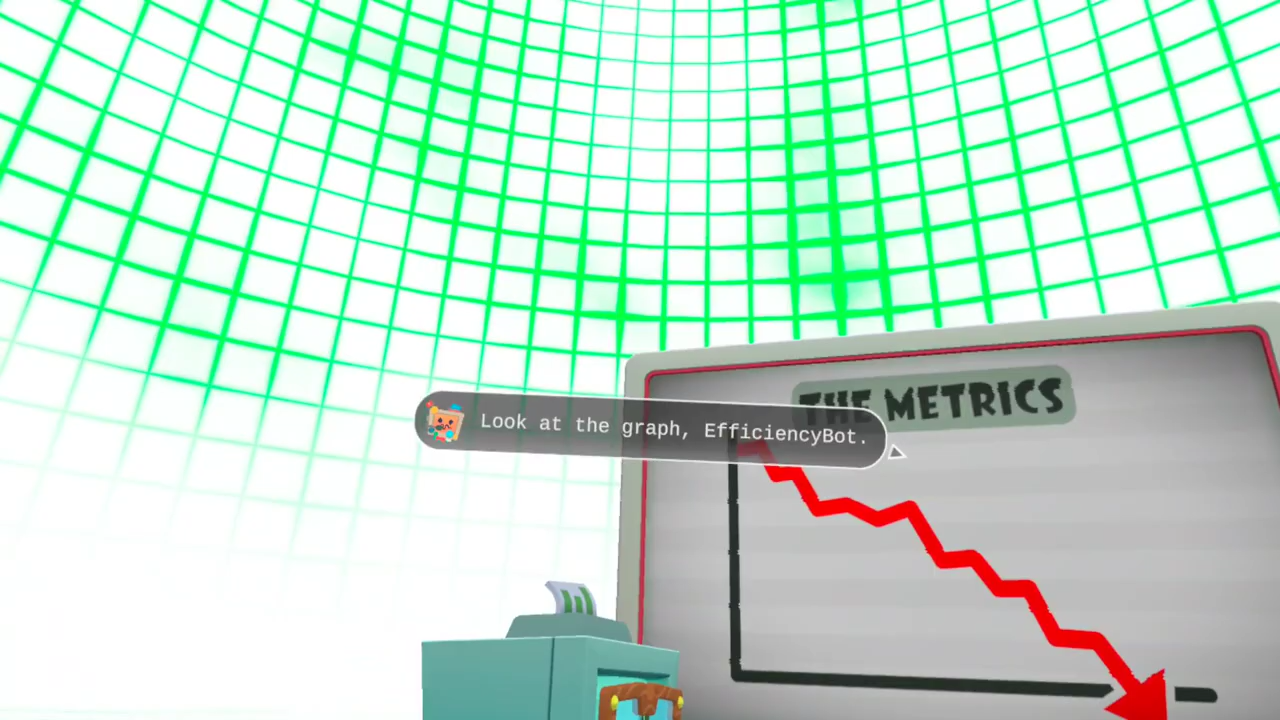 THE METRICS
Look at the graph, EfficiencyBot.